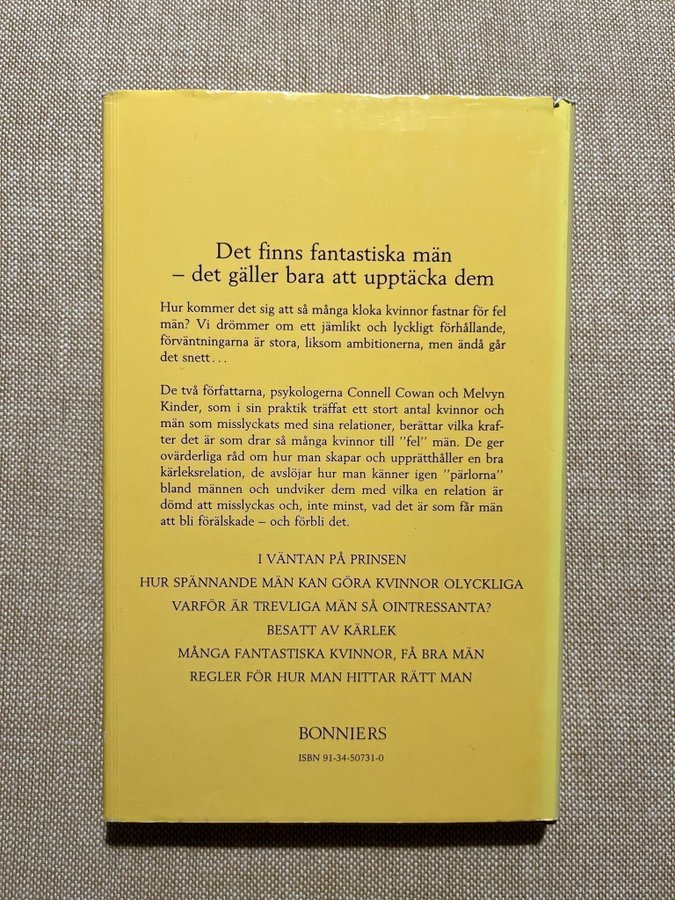 Det finns fantastiska män
– det gäller bara att upptäcka dem
Hur kommer det sig att så många kloka kvinnor fastnar för fel
män? Vi drömmer om ett jämlikt och lyckligt förhållande,
förväntningarna är stora, liksom ambitionerna, men ändå går
det snett...
De två författarna, psykologerna Connell Cowan och Melvyn
Kinder, som i sin praktik träffat ett stort antal kvinnor och
män som misslyckats med sina relationer, berättar vilka kraf-
ter det är som drar så många kvinnor till ”fel” män. De ger
ovärderliga råd om hur man skapar och upprätthåller en bra
kärleksrelation, de avslöjar hur man känner igen ”pärlorna”
bland männen och undviker dem med vilka en relation är
dömd att misslyckas och, inte minst, vad det är som får män
att bli förälskade – och förbli det.
I VÄNTAN PÅ PRINSEN
HUR SPÄNNANDE MÄN KAN GÖRA KVINNOR OLYCKLIGA
VARFÖR ÄR TREVLIGA MÄN SÅ OINTRESSANTA?
BESATT AV KÄRLEK
MÅNGA FANTASTISKA KVINNOR, FÅ BRA MÄN
REGLER FÖR HUR MAN HITTAR RÄTT MAN
BONNIERS
ISBN 91-34-50731-0